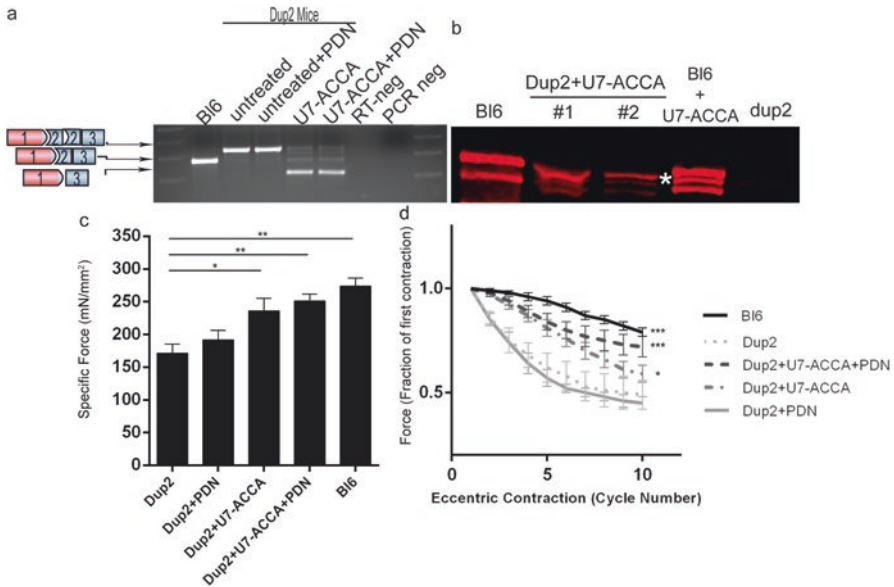 a
Dup2 Mice
Bl6
untreated
untreated+PDN
U7-ACCA
U7-ACCA+PDN
RT-neg
PCR neg
1 2 2 3
1 2 3
1 3
b
Bl6
Dup2+U7-ACCA
#1 #2
Bl6
+
U7-ACCA
dup2
*
c
Specific Force (mN/mm²)
350
300
250
200
150
100
50
0
**
**
*
Dup2
Dup2+PDN
Dup2+U7-ACCA
Dup2+U7-ACCA+PDN
Bl6
d
Force (Fraction of first contraction)
1.0
0.5
0 5 10
Eccentric Contraction (Cycle Number)
***
***
*
Bl6
Dup2
Dup2+U7-ACCA+PDN
Dup2+U7-ACCA
Dup2+PDN